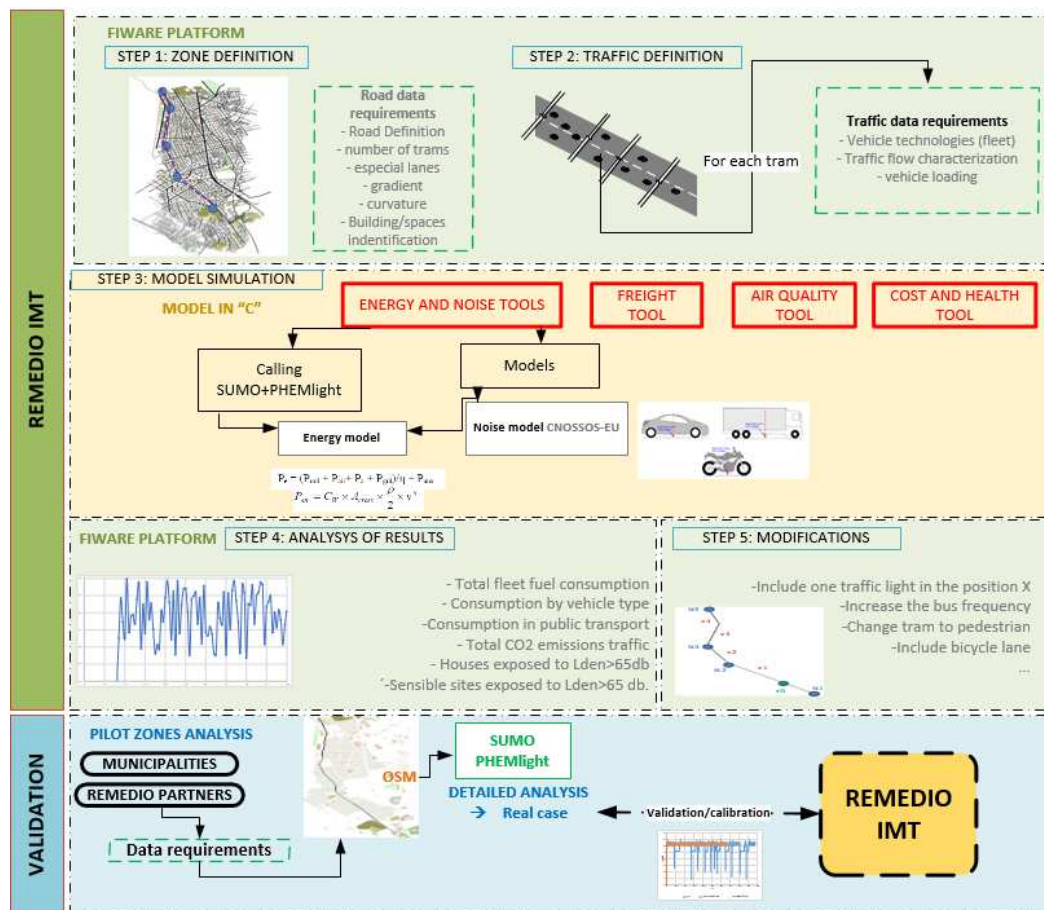 REMEDIO IMT
FIWARE PLATFORM
STEP 1: ZONE DEFINITION
Road data
requirements
- Road Definition
- number of trams
- especial lanes
- gradient
- curvature
- Building/spaces
indentification
STEP 2: TRAFFIC DEFINITION
For each tram
Traffic data requirements
- Vehicle technologies (fleet)
- Traffic flow characterization
- vehicle loading
STEP 3: MODEL SIMULATION
MODEL IN "C"
ENERGY AND NOISE TOOLS
FREIGHT
TOOL
AIR QUALITY
TOOL
COST AND HEALTH
TOOL
Calling
SUMO+PHEMlight
Models
Energy model
Noise model CNOSSOS-EU
FIWARE PLATFORM
STEP 4: ANALYSYS OF RESULTS
- Total fleet fuel consumption
- Consumption by vehicle type
-Consumption in public transport
- Total CO2 emissions traffic
- Houses exposed to Lden>65db
´-Sensible sites exposed to Lden>65 db.
STEP 5: MODIFICATIONS
-Include one traffic light in the position X
-Increase the bus frequency
-Change tram to pedestrian
-Include bicycle lane
...
VALIDATION
PILOT ZONES ANALYSIS
MUNICIPALITIES
REMEDIO PARTNERS
Data requirements
OSM
SUMO
PHEMlight
DETAILED ANALYSIS
→ Real case
Validation/calibration
REMEDIO
IMT